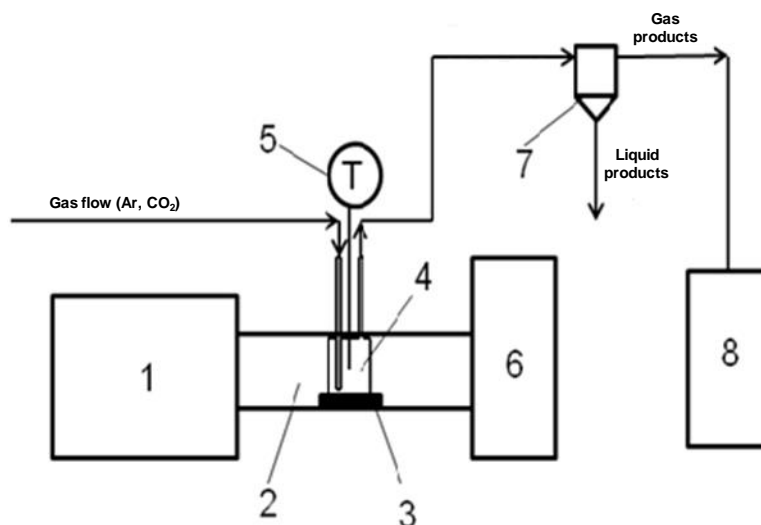 Gas
products
5
T
7
Liquid
products
Gas flow (Ar, CO₂)
4
1
6
8
2
3